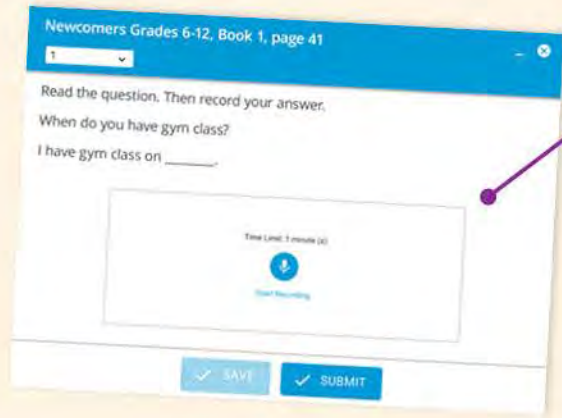 Newcomers Grades 6-12, Book 1, page 41
1
Read the question. Then record your answer.
When do you have gym class?
I have gym class on ______.
Time Limit: 1 minute (s)
Start Recording
SAVE
SUBMIT